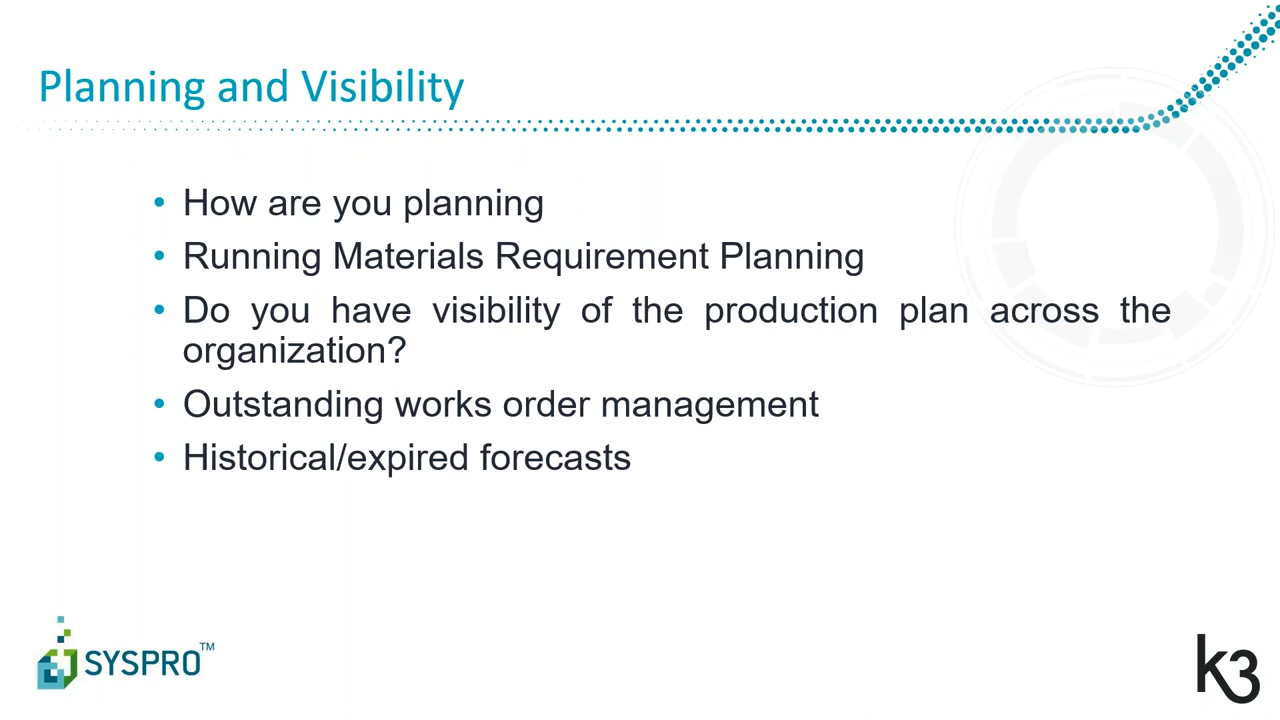 Planning and Visibility
• How are you planning
• Running Materials Requirement Planning
• Do you have visibility of the production plan across the
organization?
• Outstanding works order management
• Historical/expired forecasts
SYSPRO™
k3